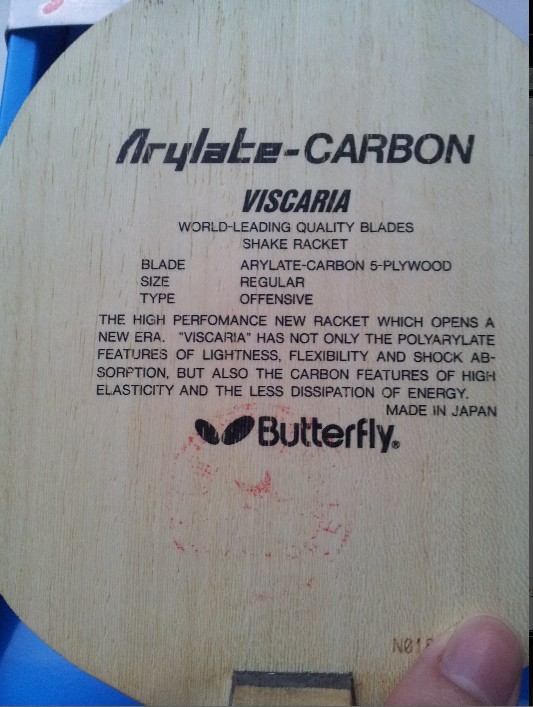 Arylate-CARBON
VISCARIA
WORLD-LEADING QUALITY BLADES
SHAKE RACKET
BLADE ARYLATE-CARBON 5-PLYWOOD
SIZE REGULAR
TYPE OFFENSIVE
THE HIGH PERFOMANCE NEW RACKET WHICH OPENS A
NEW ERA. "VISCARIA" HAS NOT ONLY THE POLYARYLATE
FEATURES OF LIGHTNESS, FLEXIBILITY AND SHOCK AB-
SORPTION, BUT ALSO THE CARBON FEATURES OF HIGH
ELASTICITY AND THE LESS DISSIPATION OF ENERGY.
MADE IN JAPAN
Butterfly®